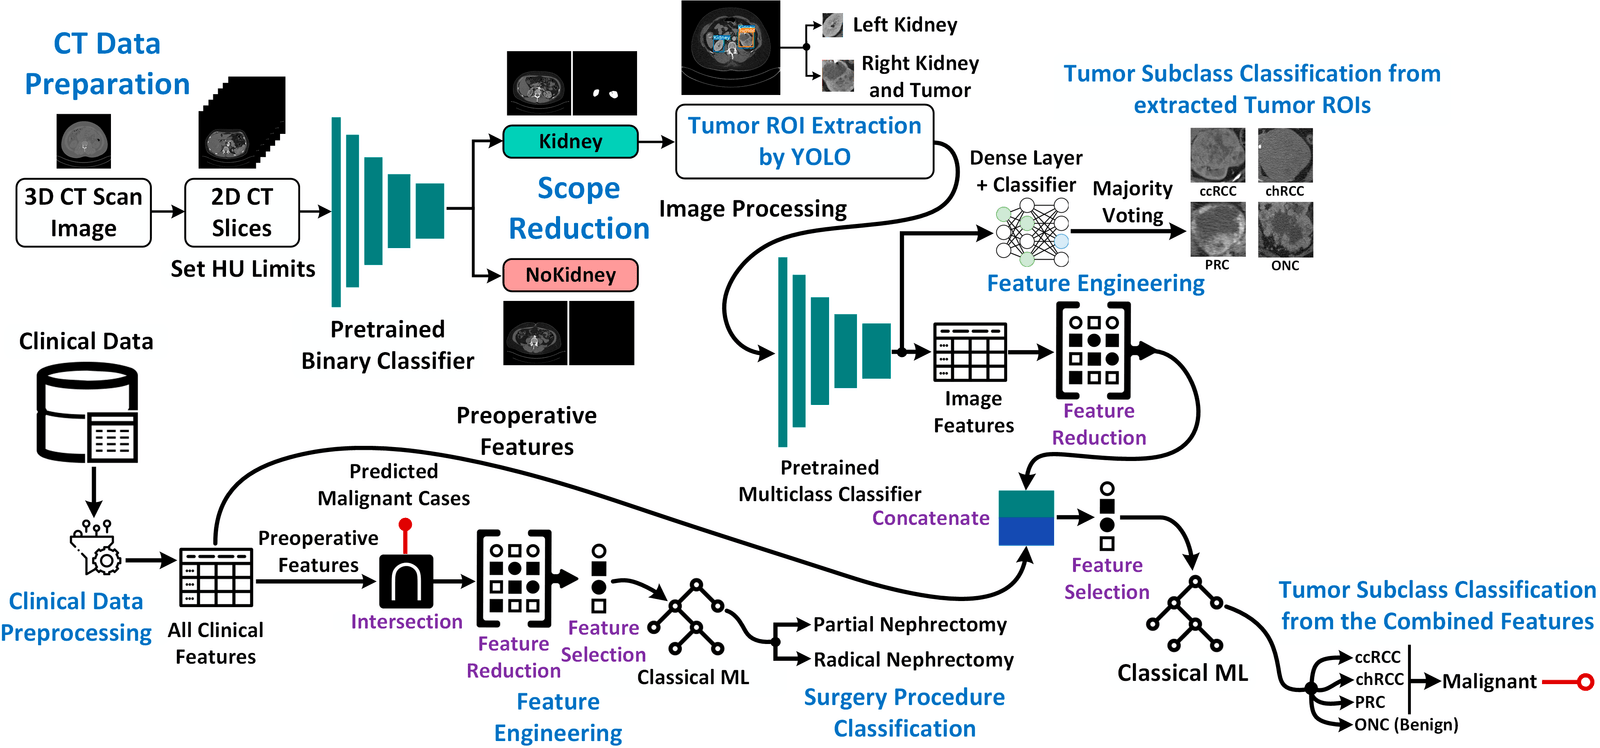 CT Data
Preparation
3D CT Scan
Image
2D CT
Slices
Set HU Limits
Pretrained
Binary Classifier
Kidney
Scope
Reduction
NoKidney
Left Kidney
Right Kidney
and Tumor
Tumor ROI Extraction
by YOLO
Image Processing
Dense Layer
+ Classifier
Majority
Voting
Tumor Subclass Classification from
extracted Tumor ROIs
ccRCC
chRCC
PRC
ONC
Feature Engineering
Pretrained
Multiclass Classifier
Image
Features
Feature
Reduction
Concatenate
Feature
Selection
Classical ML
Tumor Subclass Classification
from the Combined Features
ccRCC
chRCC
PRC
ONC (Benign)
Malignant
Clinical Data
Clinical Data
Preprocessing
All Clinical
Features
Preoperative
Features
Preoperative
Features
Predicted
Malignant Cases
Intersection
Feature
Reduction
Feature
Selection
Feature
Engineering
Classical ML
Partial Nephrectomy
Radical Nephrectomy
Surgery Procedure
Classification